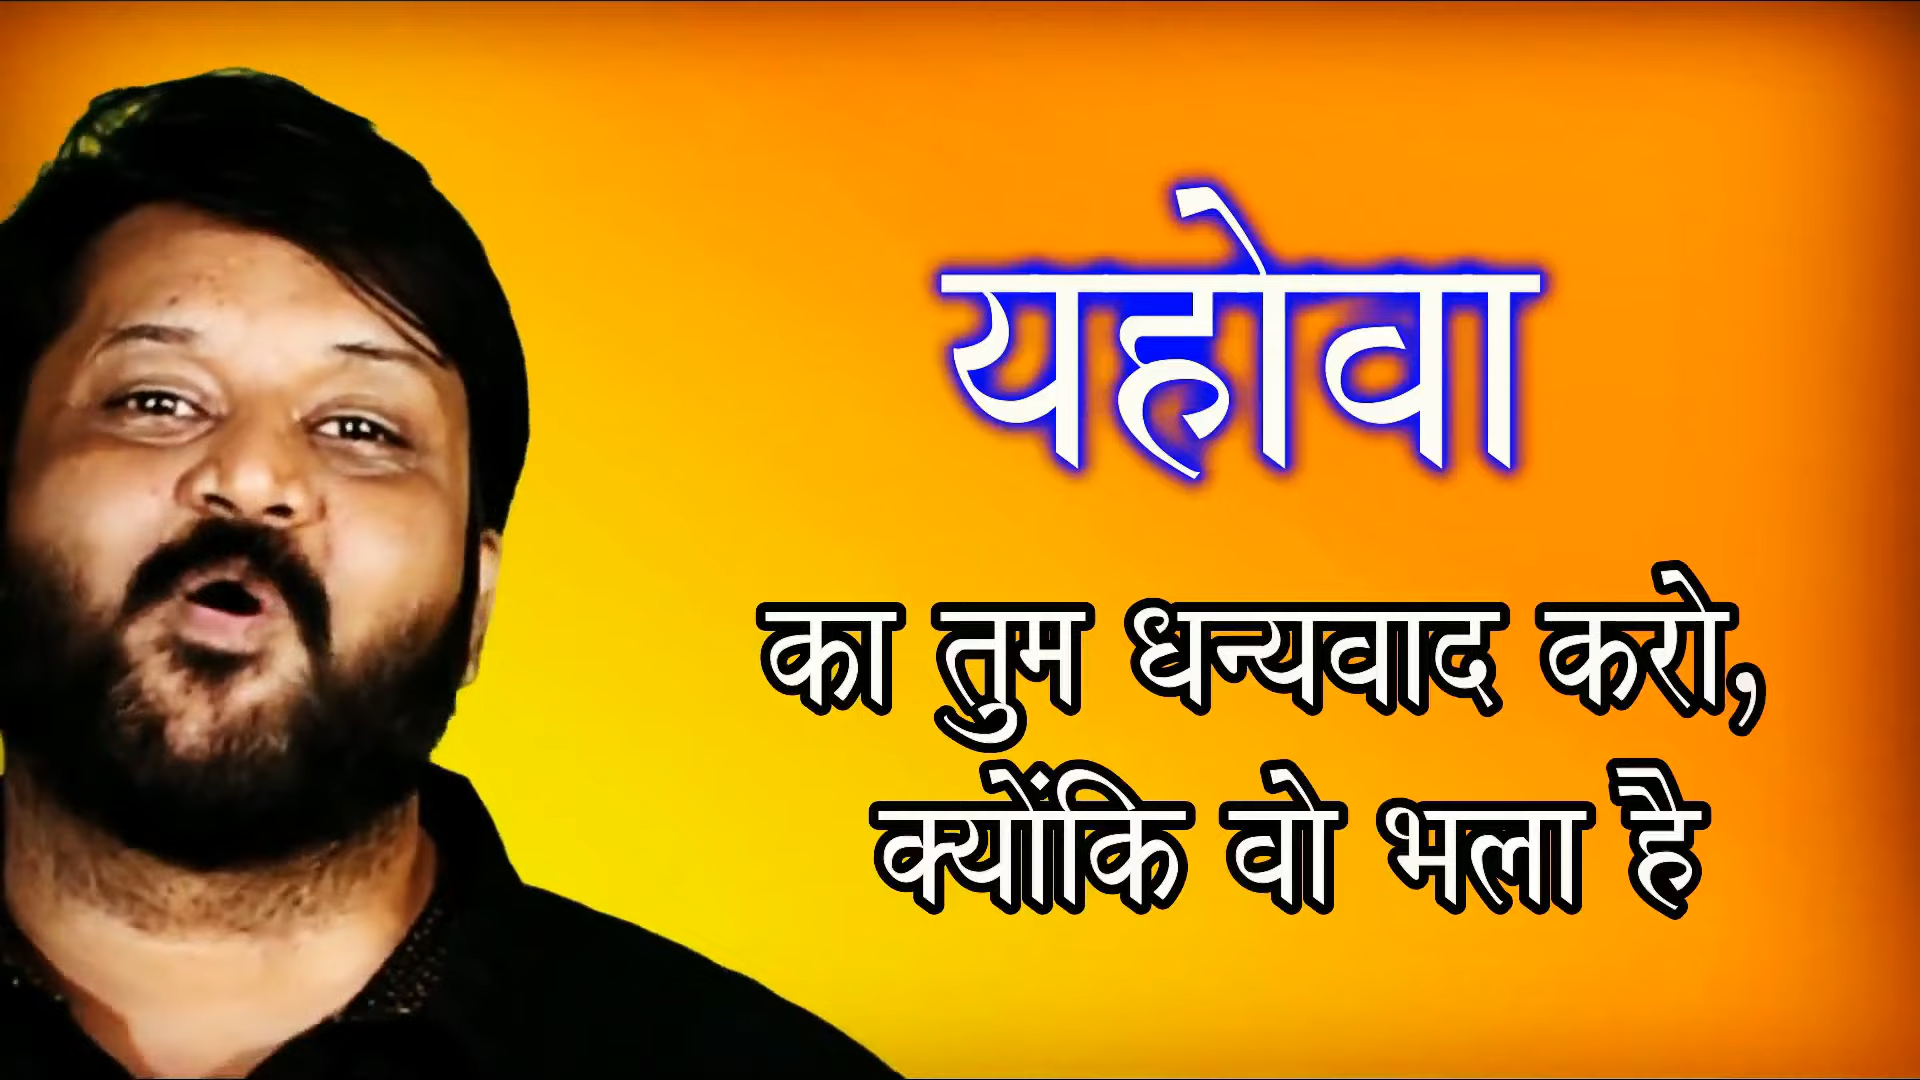 यहोवा
का तुम धन्यवाद करो,
क्योंकि वो भला है